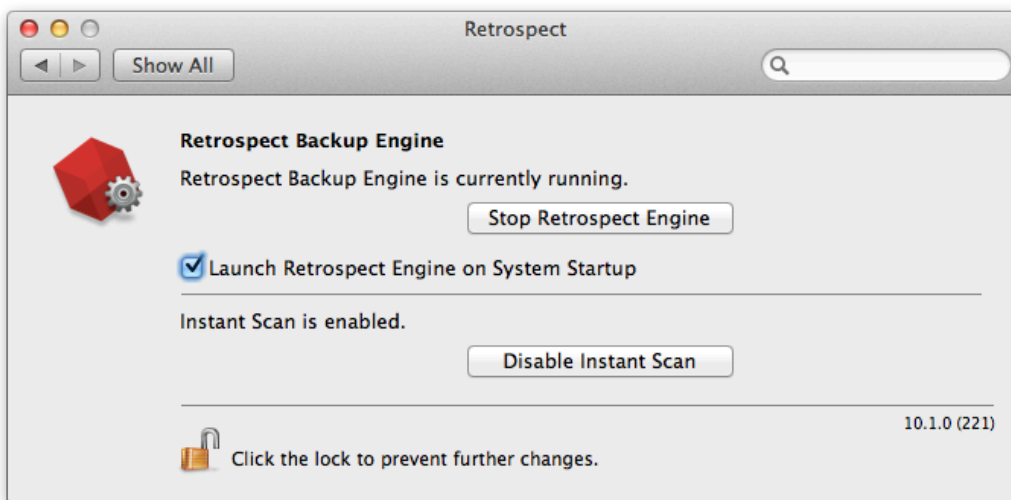 Retrospect
Show All
Retrospect Backup Engine
Retrospect Backup Engine is currently running.
Stop Retrospect Engine
Launch Retrospect Engine on System Startup
Instant Scan is enabled.
Disable Instant Scan
10.1.0 (221)
Click the lock to prevent further changes.